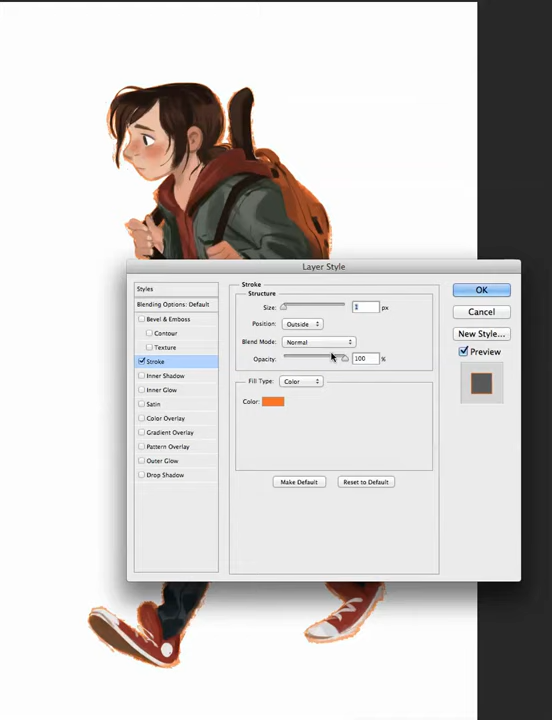 Layer Style
Styles
Blending Options: Default
Bevel & Emboss
Contour
Texture
Stroke
Inner Shadow
Inner Glow
Satin
Color Overlay
Gradient Overlay
Pattern Overlay
Outer Glow
Drop Shadow
Stroke
Structure
Size: px
Position: Outside
Blend Mode: Normal
Opacity: 100 %
Fill Type: Color
Color:
Make Default Reset to Default
OK
Cancel
New Style...
Preview